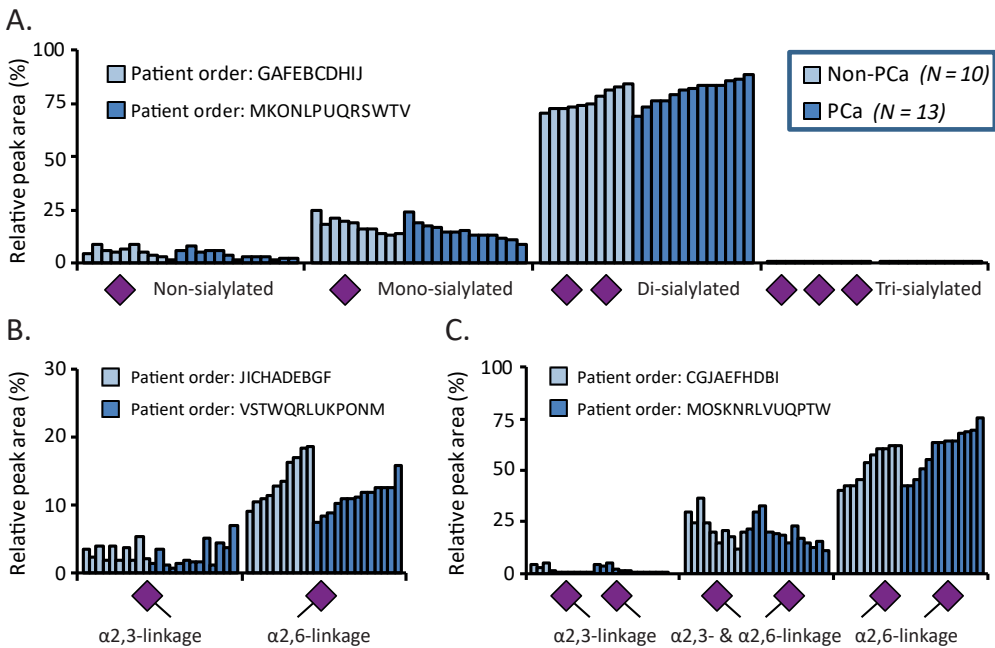 A.
Relative peak area (%)
100
75
50
25
0
Patient order: GAFEBCDHIJ
Patient order: MKONLPUQRSWTV
Non-PCa (N = 10)
PCa (N = 13)
Non-sialylated
Mono-sialylated
Di-sialylated
Tri-sialylated
B.
Relative peak area (%)
30
20
10
0
Patient order: JICHADEBGF
Patient order: VSTWQRLUKPONM
α2,3-linkage
α2,6-linkage
C.
Relative peak area (%)
100
75
50
25
0
Patient order: CGJAEFHDBI
Patient order: MOSKNRLVUQPTW
α2,3-linkage
α2,3- & α2,6-linkage
α2,6-linkage